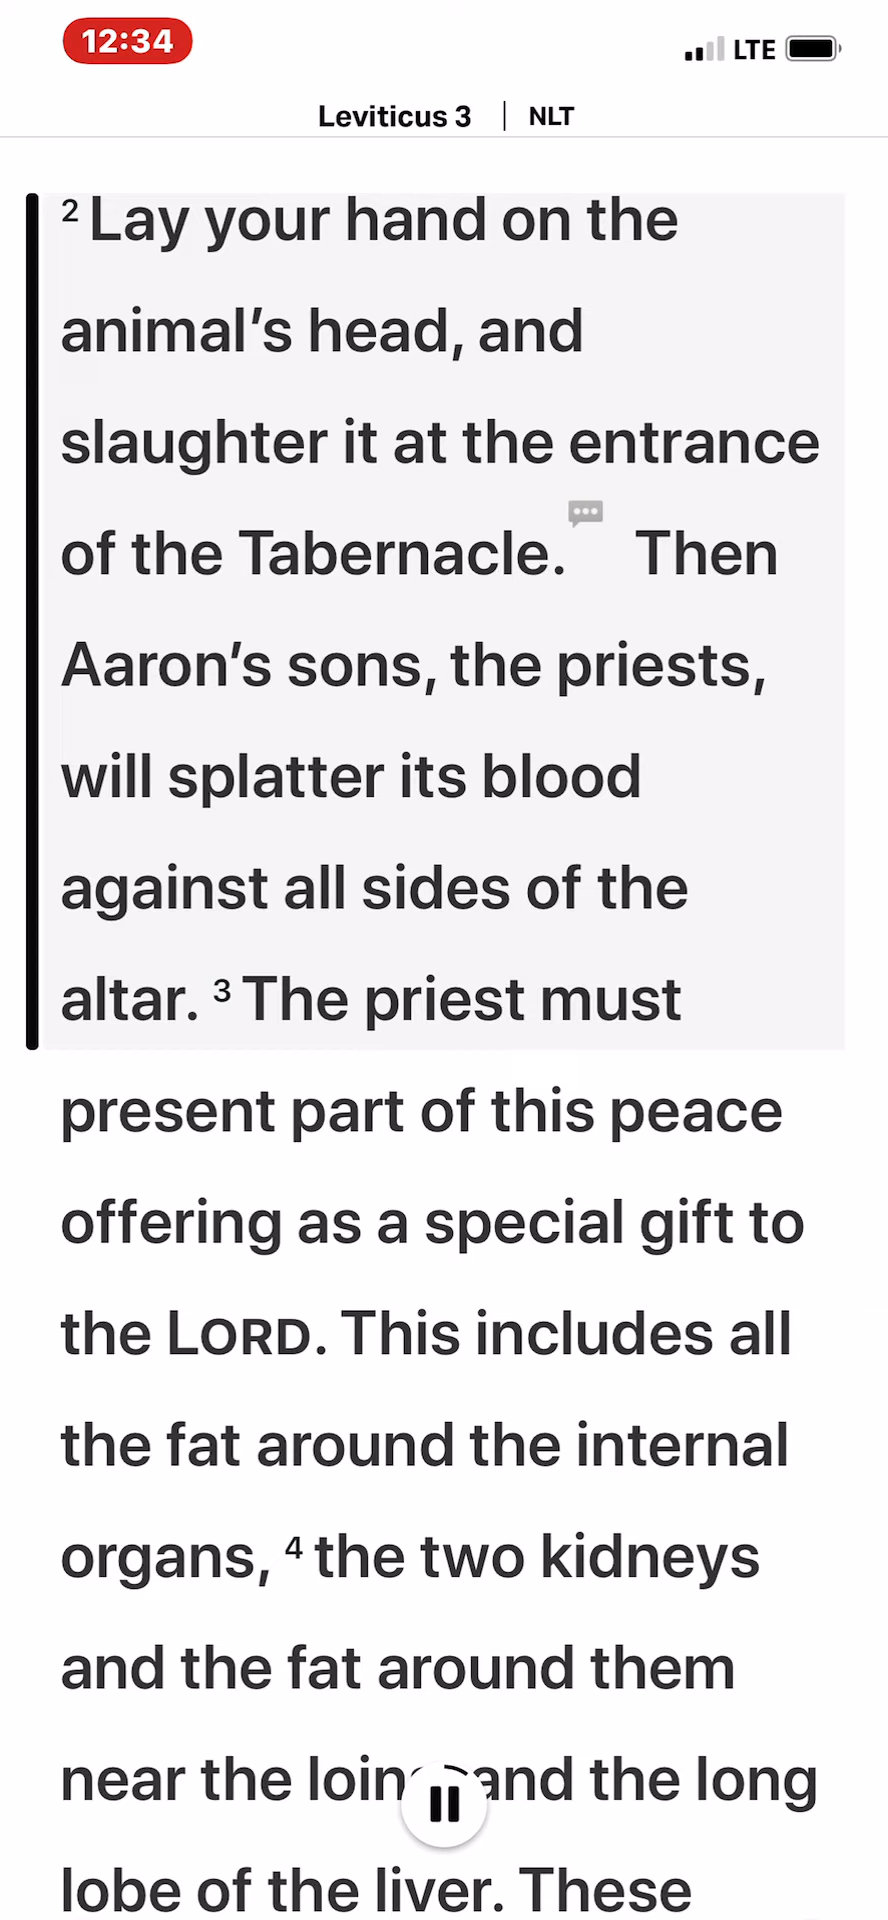 12:34 LTE
Leviticus 3 | NLT
2 Lay your hand on the
animal’s head, and
slaughter it at the entrance
of the Tabernacle. Then
Aaron’s sons, the priests,
will splatter its blood
against all sides of the
altar. 3 The priest must
present part of this peace
offering as a special gift to
the LORD. This includes all
the fat around the internal
organs, 4 the two kidneys
and the fat around them
near the and the long
lobe of the liver. These